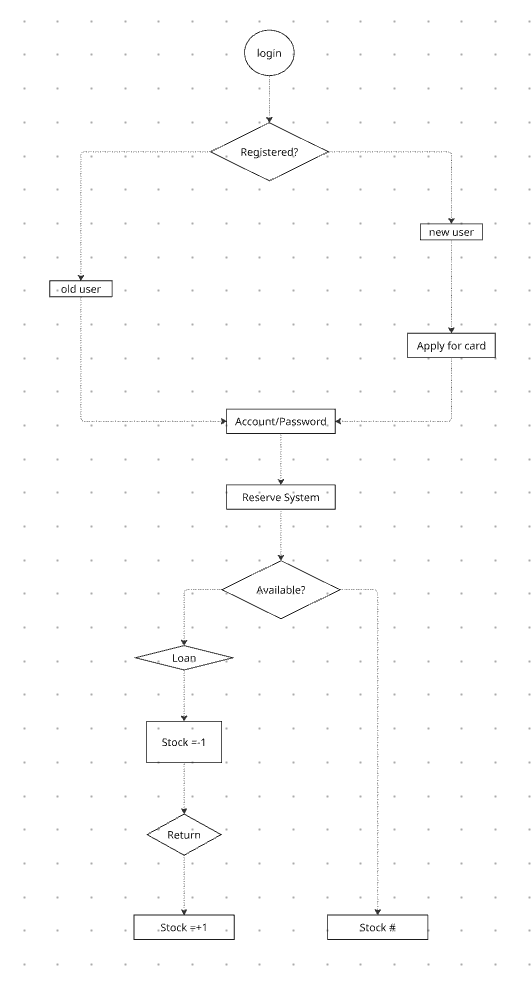 login
Registered?
new user
old user
Apply for card
Account/Password
Reserve System
Available?
Loan
Stock =-1
Return
Stock =+1
Stock #